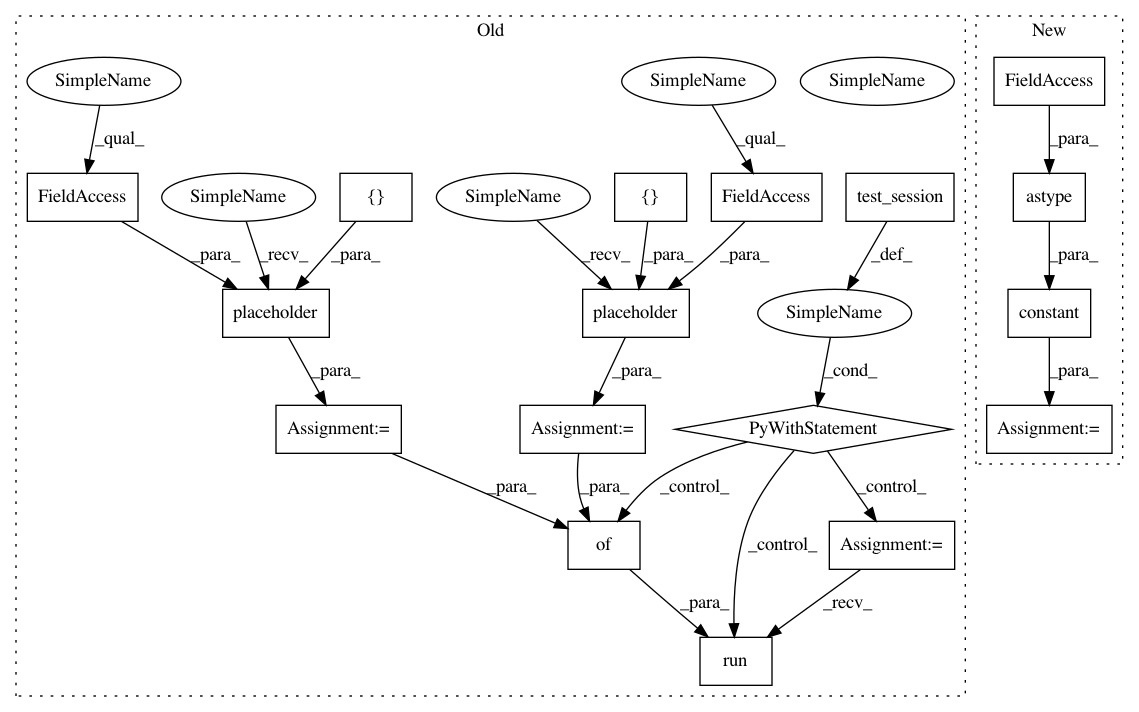 Old
New
SimpleName
SimpleName
SimpleName
FieldAccess
_qual_
_qual_
_para_
FieldAccess
SimpleName
{}
SimpleName
{}
FieldAccess
test_session
astype
_para_
_recv_
_para_
_recv_
_para_
_para_
_def_
_para_
placeholder
placeholder
SimpleName
constant
_para_
_para_
_cond_
_para_
Assignment:=
Assignment:=
PyWithStatement
Assignment:=
_para_
_para_
_control_
_control_
of
_control_
Assignment:=
_para_
_recv_
run